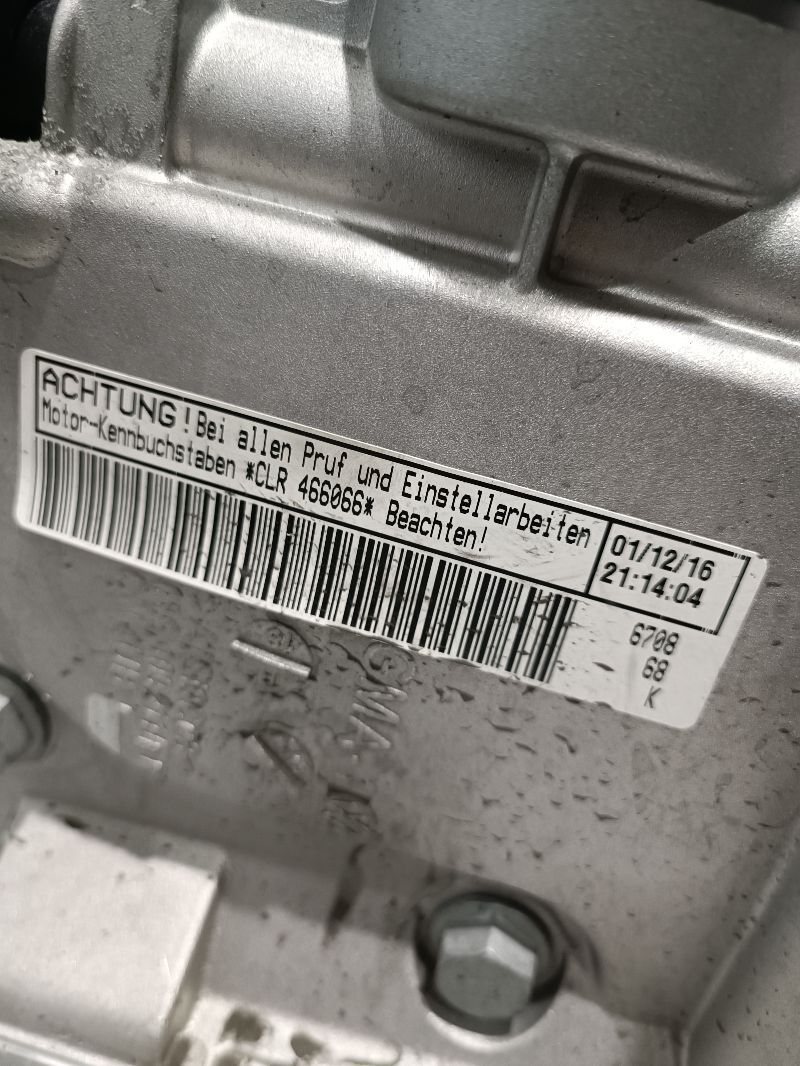 ACHTUNG! Bei allen Pruf und Einstellarbeiten
Motor-Kennbuchstaben *CLR 466066* Beachten!
01/12/16
21:14:04
6708
68
K
GMA